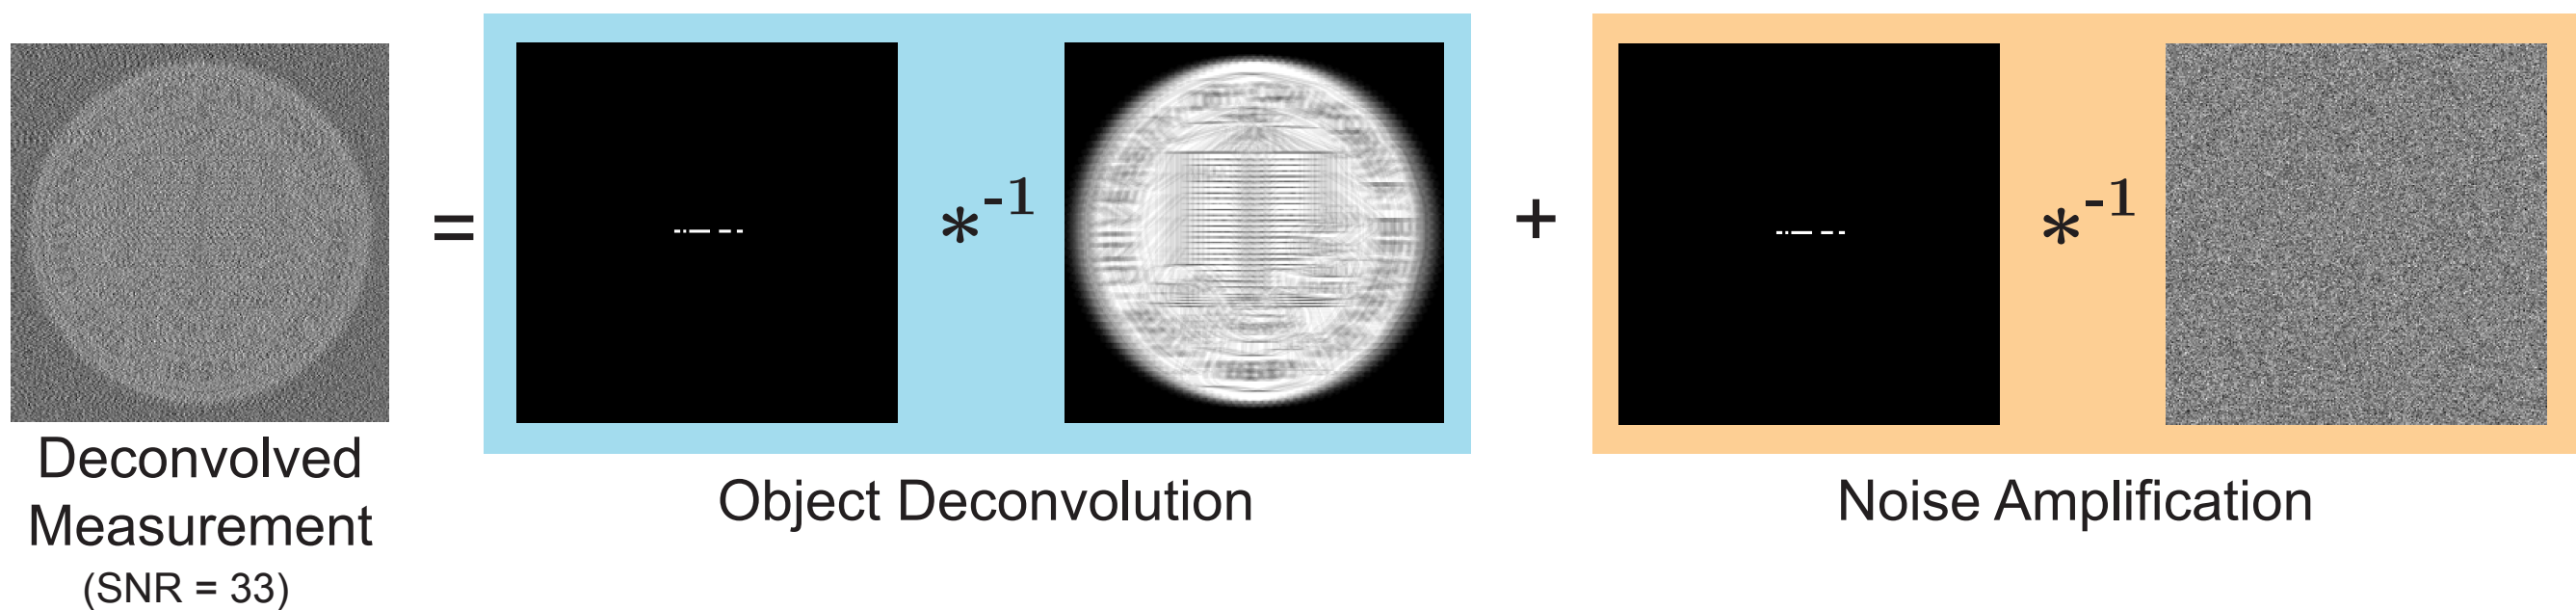 =
*-1
+
*-1
Deconvolved
Measurement
(SNR = 33)
Object Deconvolution
Noise Amplification